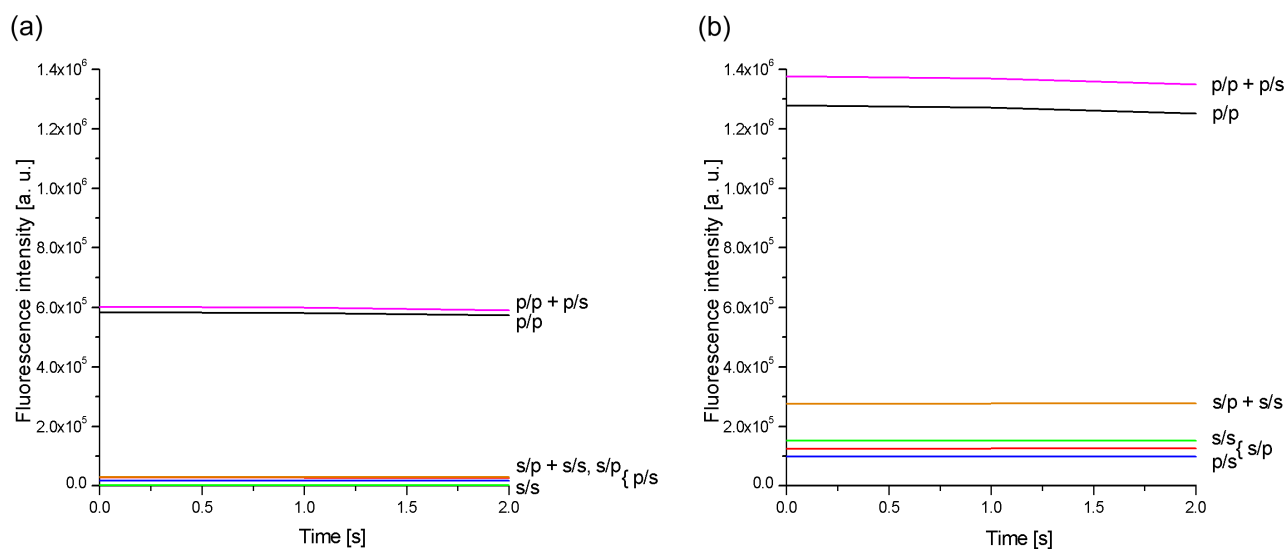 (a)
Fluorescence intensity [a. u.]
1.4x10⁶
1.2x10⁶
1.0x10⁶
8.0x10⁵
6.0x10⁵
4.0x10⁵
2.0x10⁵
0.0
p/p + p/s
p/p
s/p + s/s, s/p{ p/s
s/s
0.0 0.5 1.0 1.5 2.0
Time [s]
(b)
Fluorescence intensity [a. u.]
1.4x10⁶
1.2x10⁶
1.0x10⁶
8.0x10⁵
6.0x10⁵
4.0x10⁵
2.0x10⁵
0.0
p/p + p/s
p/p
s/p + s/s
s/s{ s/p
p/s
0.0 0.5 1.0 1.5 2.0
Time [s]